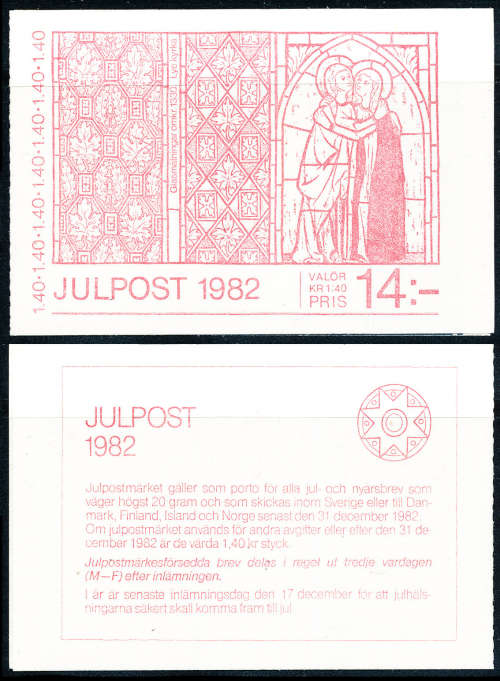 1.40·1.40·1.40·1.40·1.40·1.40·1.40
Glasmålningar omkr 1330. Lye kyrka
JULPOST 1982
VALÖR
KR 1:40
PRIS
14:-
JULPOST
1982
Julpostmärket gäller som porto för alla jul- och nyårsbrev som
väger högst 20 gram och som skickas inom Sverige eller till Dan-
mark, Finland, Island och Norge senast den 31 december 1982.
Om julpostmärket används för andra avgifter eller efter den 31 de-
cember 1982 är de värda 1,40 kr styck.
Julpostmärkesförsedda brev delas i regel ut tredje vardagen
(M—F) efter inlämningen.
I år är senaste inlämningsdag den 17 december för att julhäls-
ningarna säkert skall komma fram till jul.